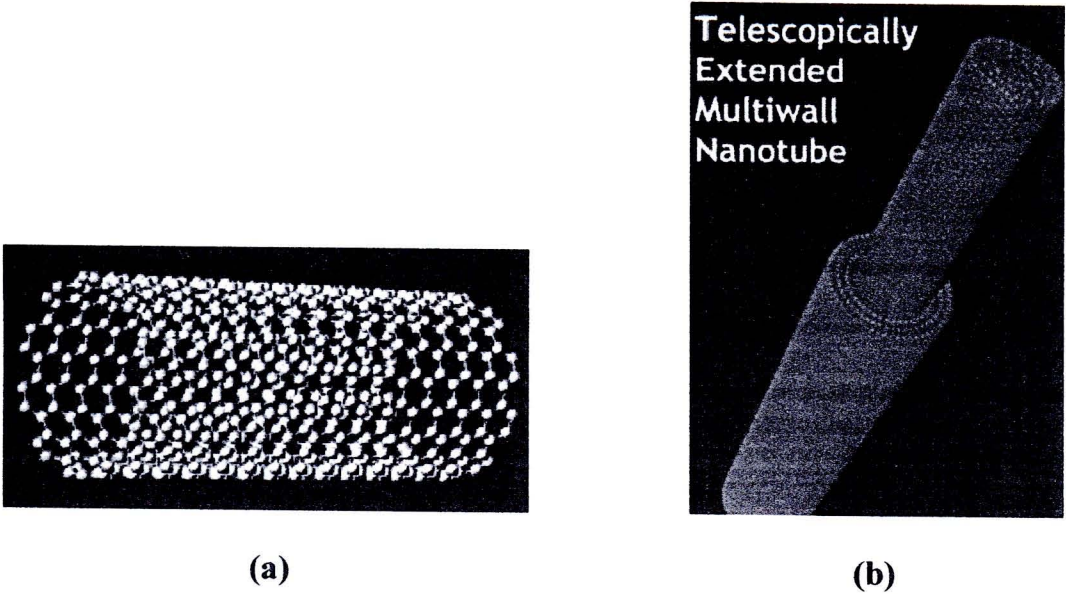 Telescopically
Extended
Multiwall
Nanotube
(a)
(b)